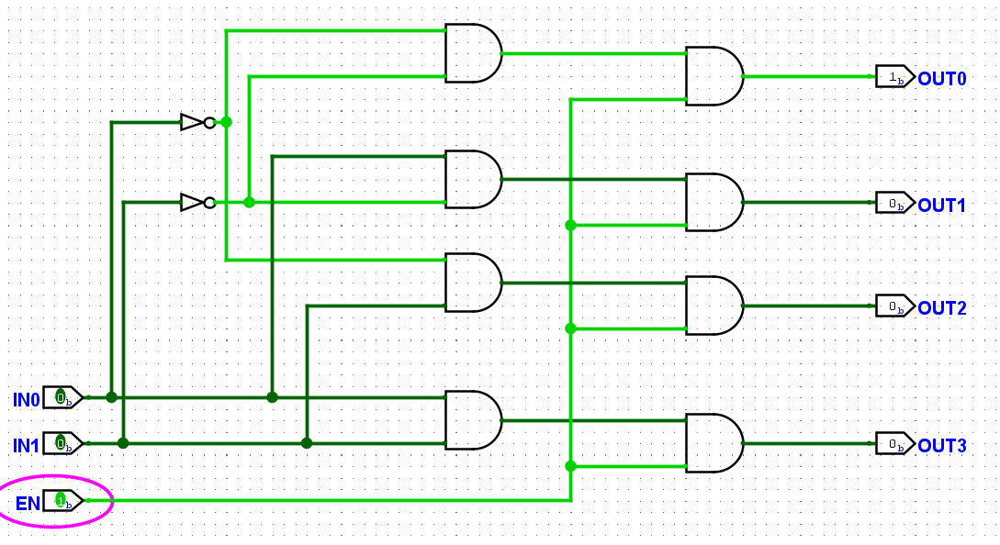 1b OUT0
0b OUT1
0b OUT2
IN0 0b
IN1 0b
0b OUT3
EN 1b